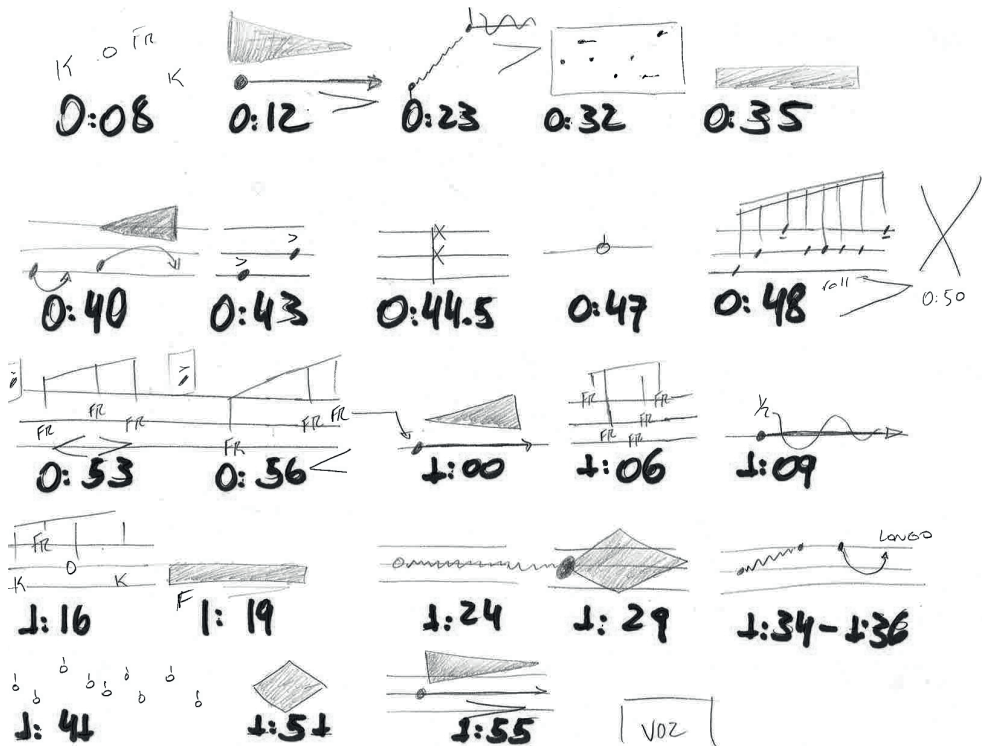 K O FR K
0:08 0:12 0:23 0:32 0:35
roll
0:40 0:43 0:44.5 0:47 0:48 0:50
FR FR FR FR FR FR FR FR FR FR
1/2
0:53 0:56 1:00 1:06 1:09
FR
K O K
LONGO
F
1:16 1:19 1:24 1:29 1:34-1:36
1:41 1:51 1:55
VOZ